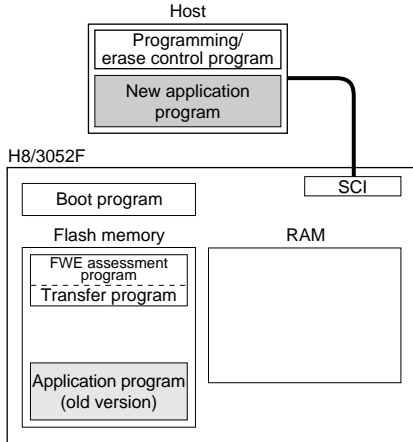 Host
Programming/
erase control program
New application
program
H8/3052F
SCI
Boot program
Flash memory
RAM
FWE assessment
program
Transfer program
Application program
(old version)